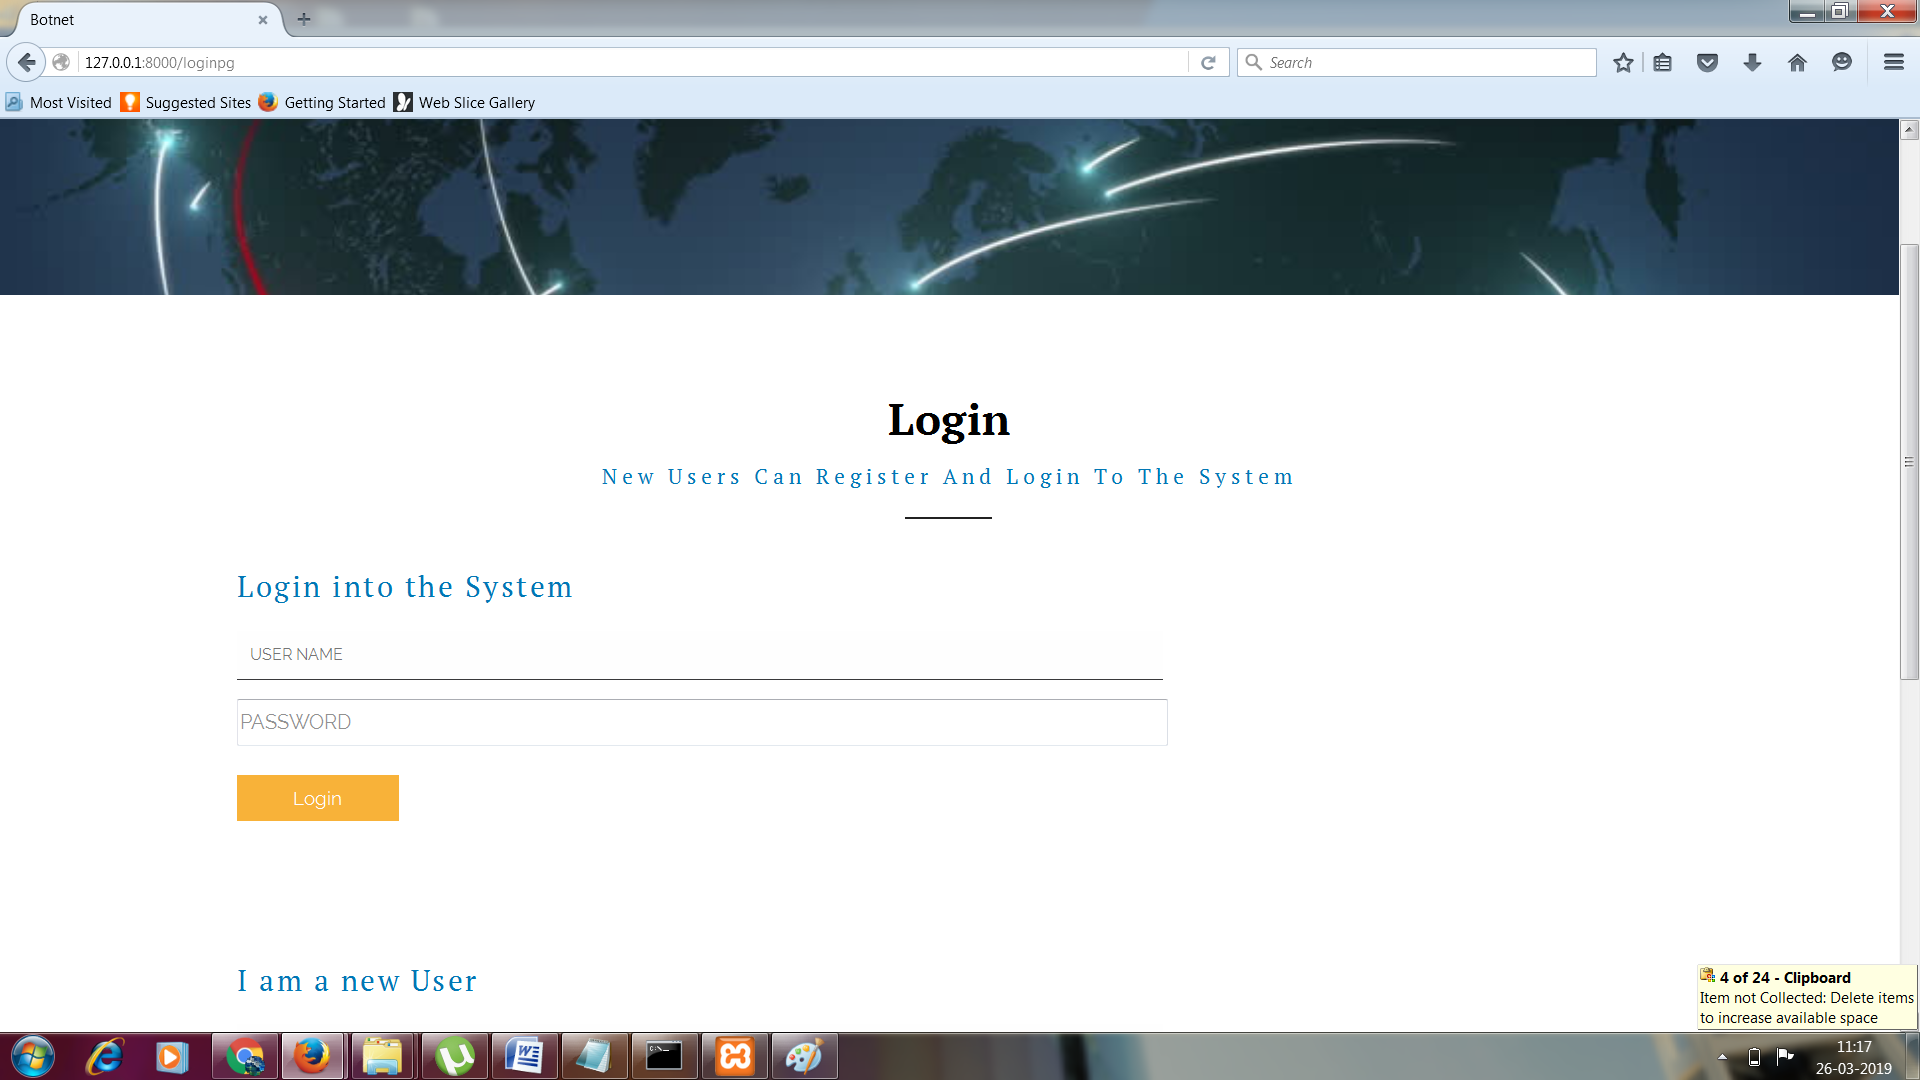 Botnet
127.0.0.1:8000/loginpg
Search
Most Visited
Suggested Sites
Getting Started
Web Slice Gallery
Login
New Users Can Register And Login To The System
Login into the System
USER NAME
PASSWORD
Login
I am a new User
4 of 24 - Clipboard
Item not Collected: Delete items
to increase available space
11:17
26-03-2019